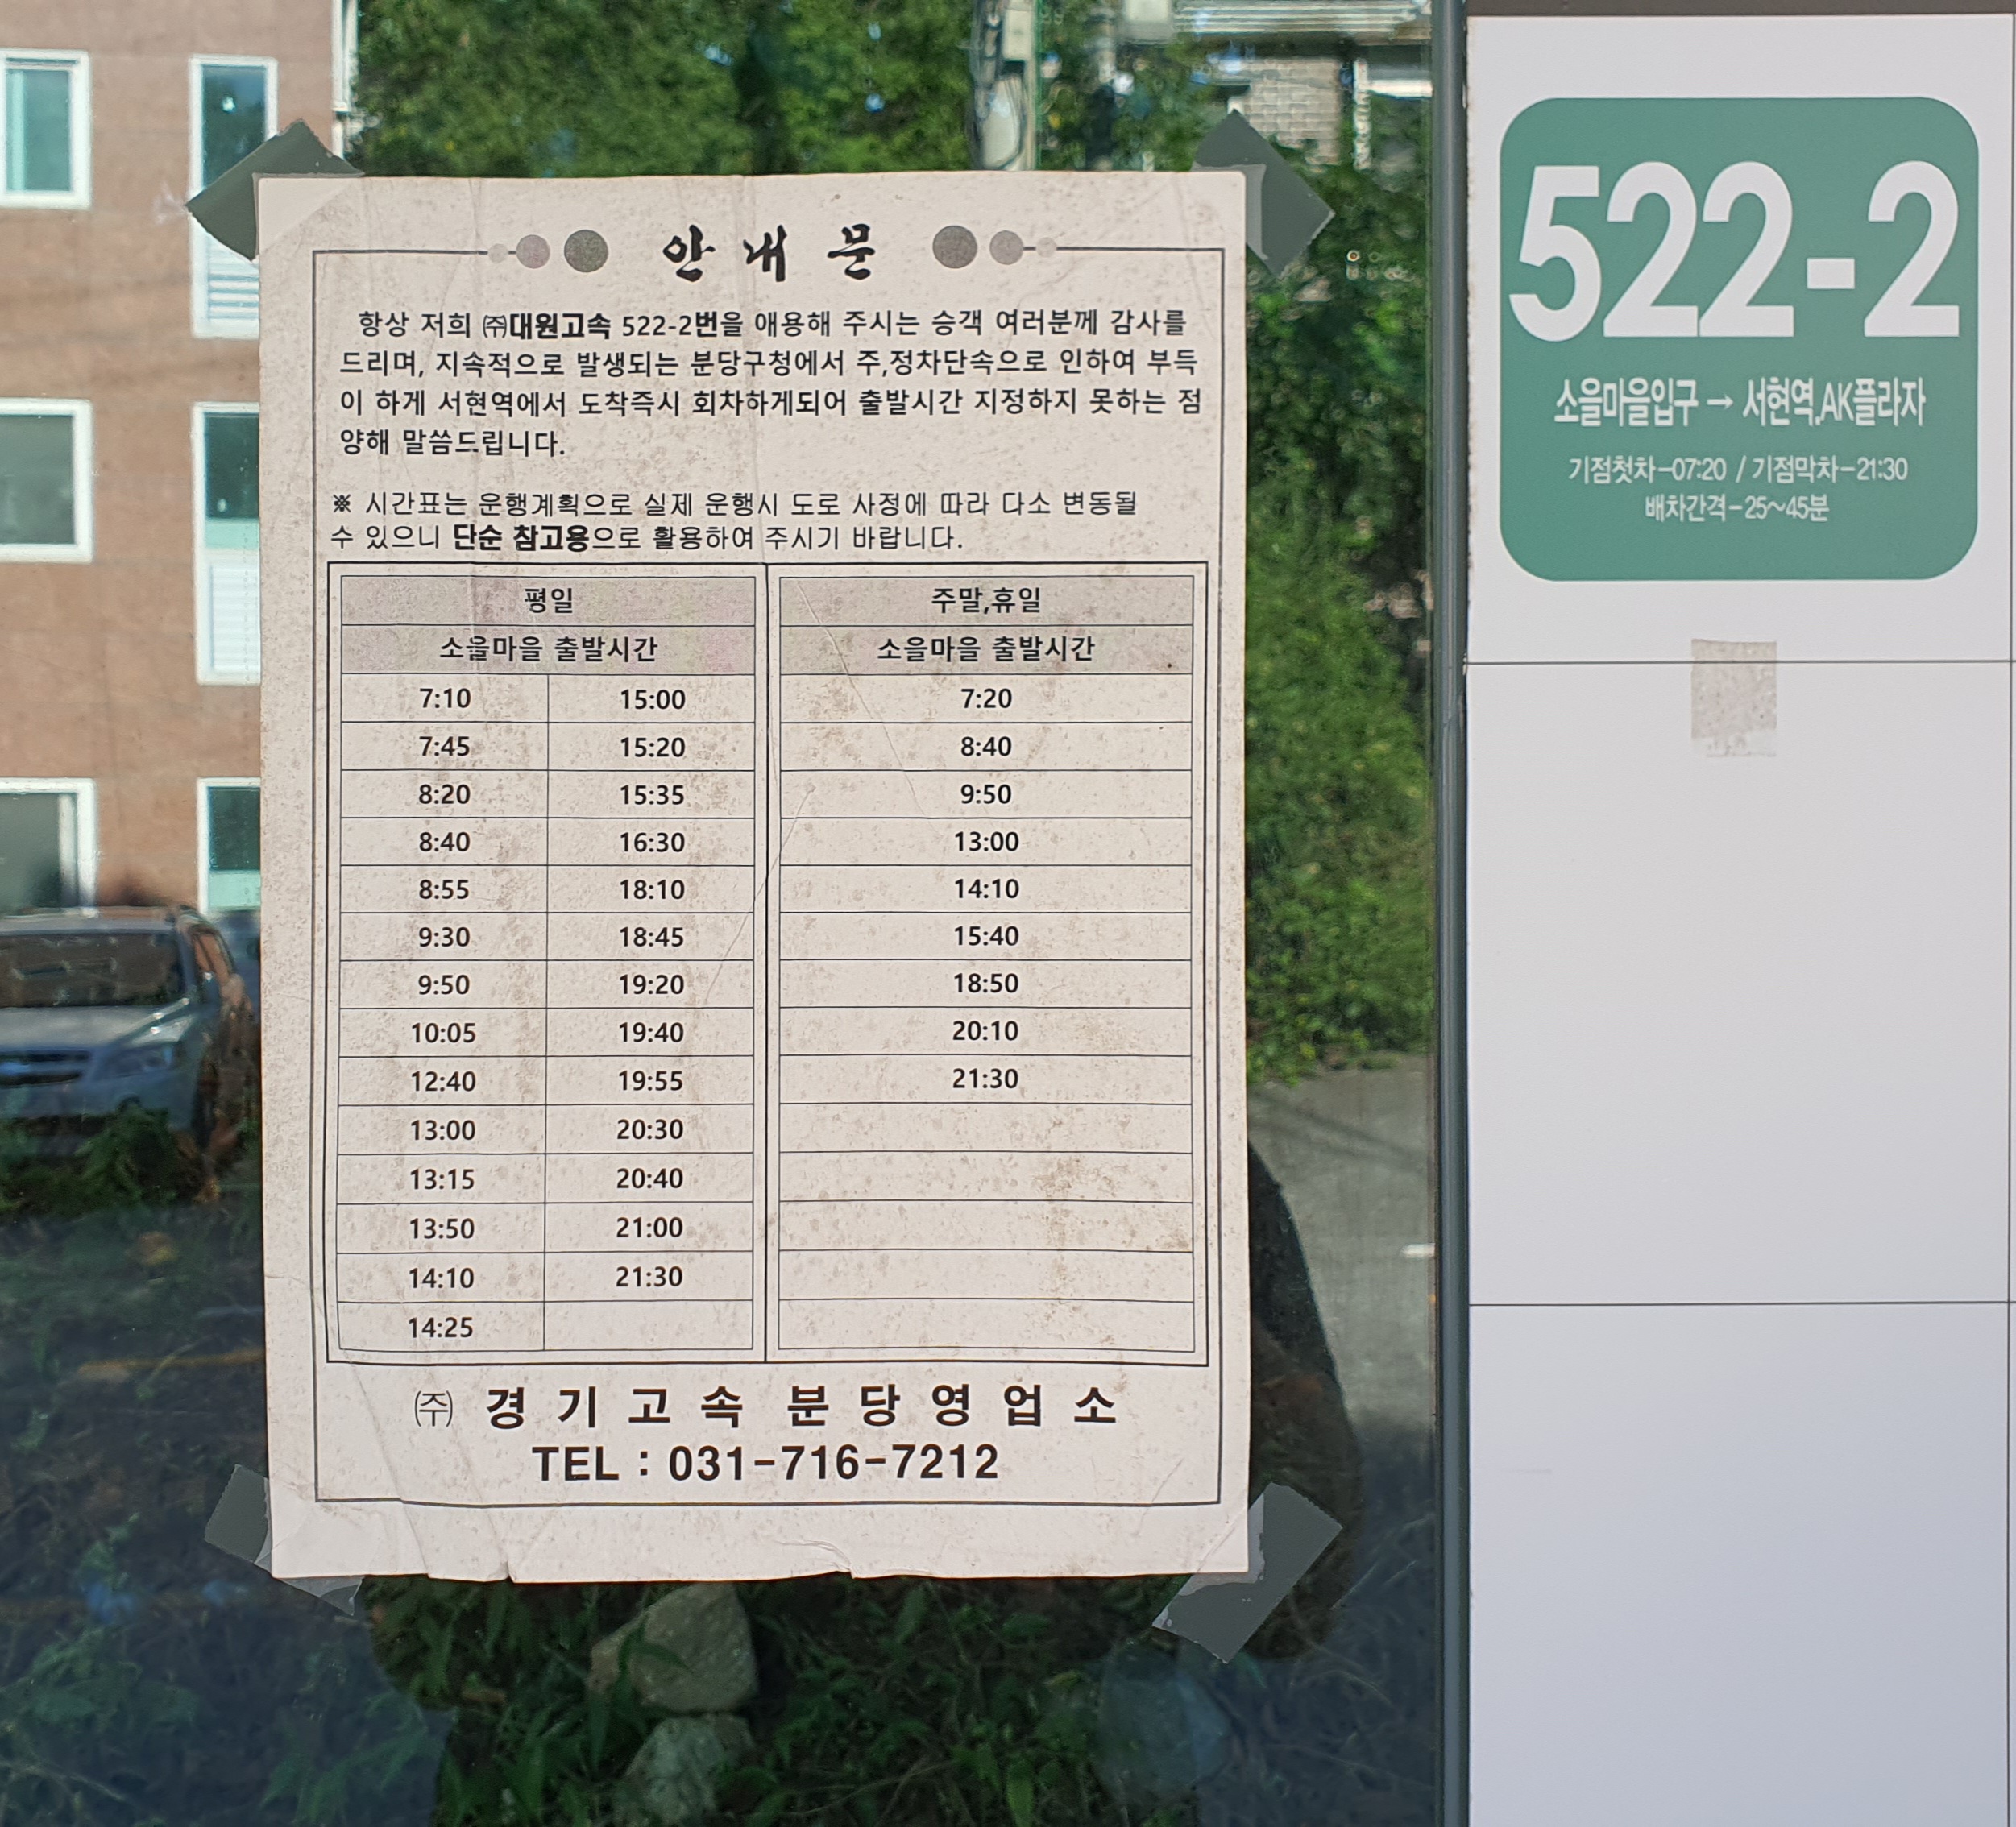 안내문
항상 저희 ㈜대원고속 522-2번을 애용해 주시는 승객 여러분께 감사를
드리며, 지속적으로 발생되는 분당구청에서 주,정차단속으로 인하여 부득
이 하게 서현역에서 도착즉시 회차하게되어 출발시간 지정하지 못하는 점
양해 말씀드립니다.
※ 시간표는 운행계획으로 실제 운행시 도로 사정에 따라 다소 변동될
수 있으니 단순 참고용으로 활용하여 주시기 바랍니다.
평일 주말,휴일
소을마을 출발시간 소을마을 출발시간
7:10 15:00 7:20
7:45 15:20 8:40
8:20 15:35 9:50
8:40 16:30 13:00
8:55 18:10 14:10
9:30 18:45 15:40
9:50 19:20 18:50
10:05 19:40 20:10
12:40 19:55 21:30
13:00 20:30
13:15 20:40
13:50 21:00
14:10 21:30
14:25
㈜ 경기고속 분당영업소
TEL : 031-716-7212
522-2
소을마을입구 → 서현역,AK플라자
기점첫차-07:20 / 기점막차-21:30
배차간격-25~45분